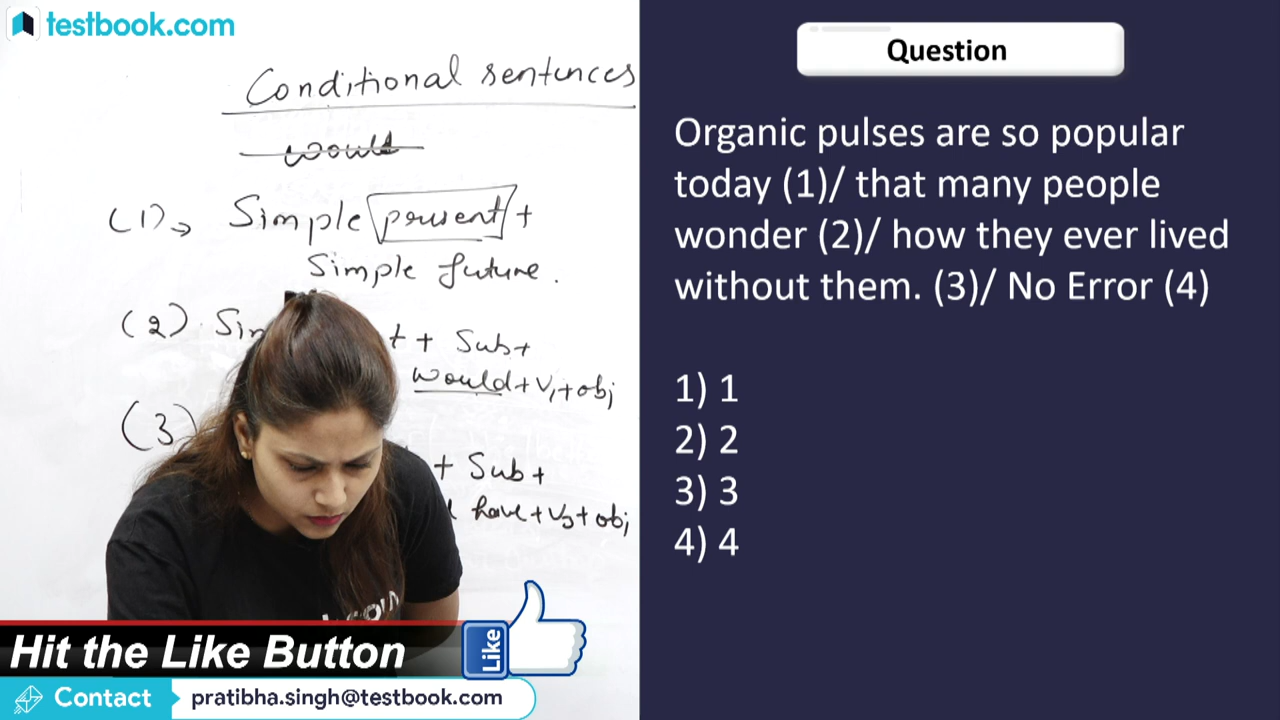 testbook.com
Conditional sentences
would
(1)→ Simple present +
Simple future.
(2). + Sub +
would + V1 + obj
(3)
+ Sub +
have + V3 + obj
Hit the Like Button
Like
Contact pratibha.singh@testbook.com
Question
Organic pulses are so popular
today (1)/ that many people
wonder (2)/ how they ever lived
without them. (3)/ No Error (4)
1) 1
2) 2
3) 3
4) 4